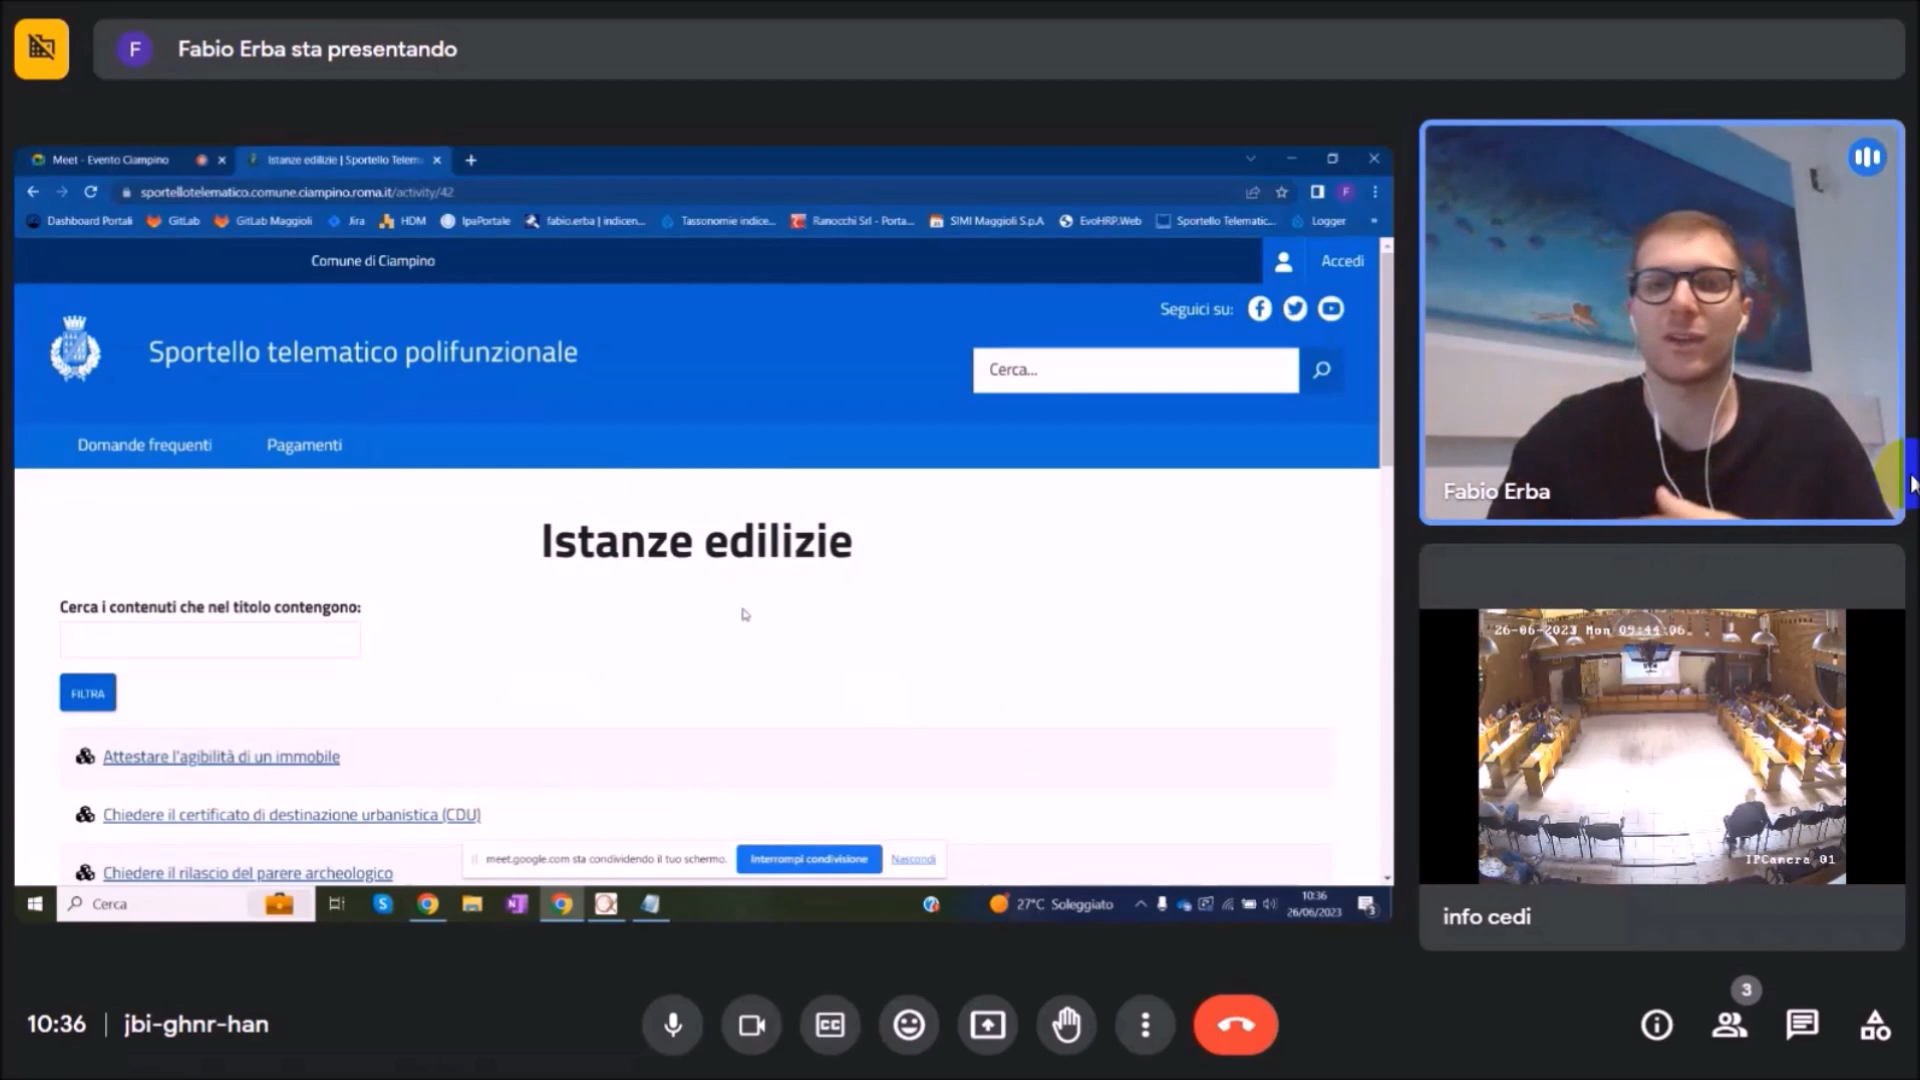 F Fabio Erba sta presentando
Meet - Evento Ciampino
Istanze edilizie | Sportello Telem
sportellotelematico.comune.ciampino.roma.it/activity/42
F
Dashboard Portali GitLab GitLab Maggioli Jira HDM IpaPortale fabio.erba | indicen... Tassonomie indice... Ranocchi Srl - Porta... SIMI Maggioli S.p.A EvoHRP.Web Sportello Telematic... Logger »
Comune di Ciampino
Accedi
Seguici su:
Sportello telematico polifunzionale
Cerca...
Domande frequenti Pagamenti
Istanze edilizie
Cerca i contenuti che nel titolo contengono:
FILTRA
Attestare l'agibilità di un immobile
Chiedere il certificato di destinazione urbanistica (CDU)
Chiedere il rilascio del parere archeologico
meet.google.com sta condividendo il tuo schermo. Interrompi condivisione Nascondi
Cerca
27°C Soleggiato
10:36
26/06/2023
3
Fabio Erba
26-06-2023 Mon 09:44:06
IPCamera 01
info cedi
10:36 | jbi-ghnr-han
CC
3